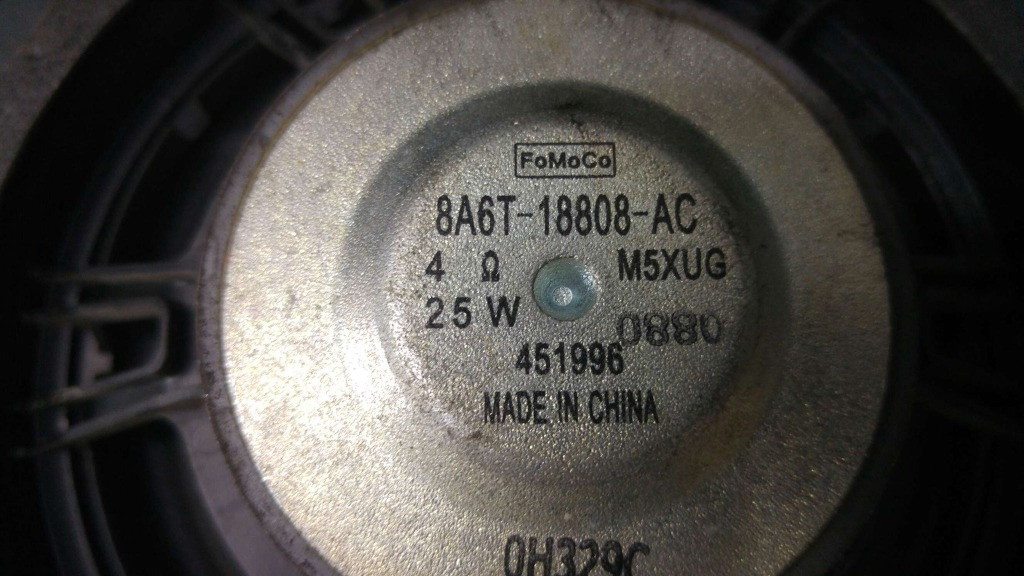 FoMoCo
8A6T-18808-AC
4 Ω M5XUG
25 W
0880
451996
MADE IN CHINA
0H329C